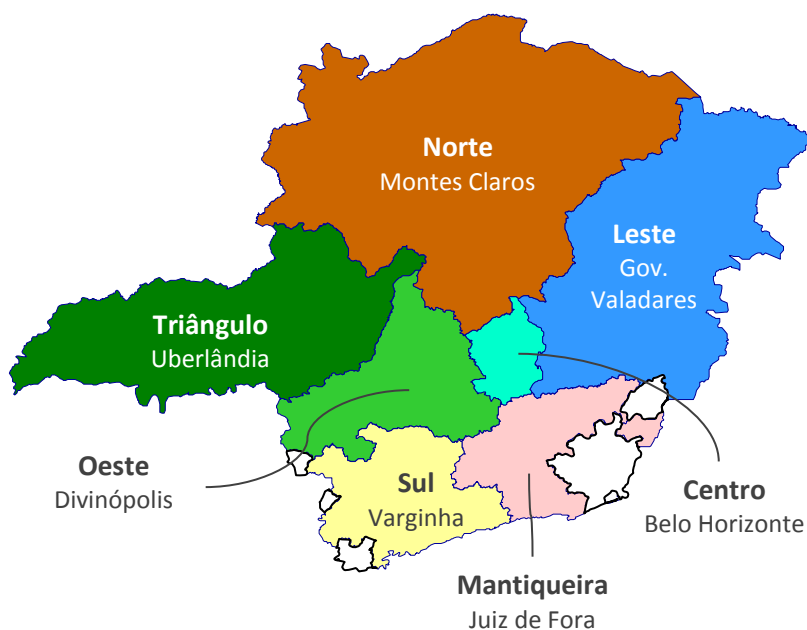 Norte
Montes Claros
Leste
Gov.
Valadares
Triângulo
Uberlândia
Oeste
Divinópolis
Sul
Varginha
Centro
Belo Horizonte
Mantiqueira
Juiz de Fora